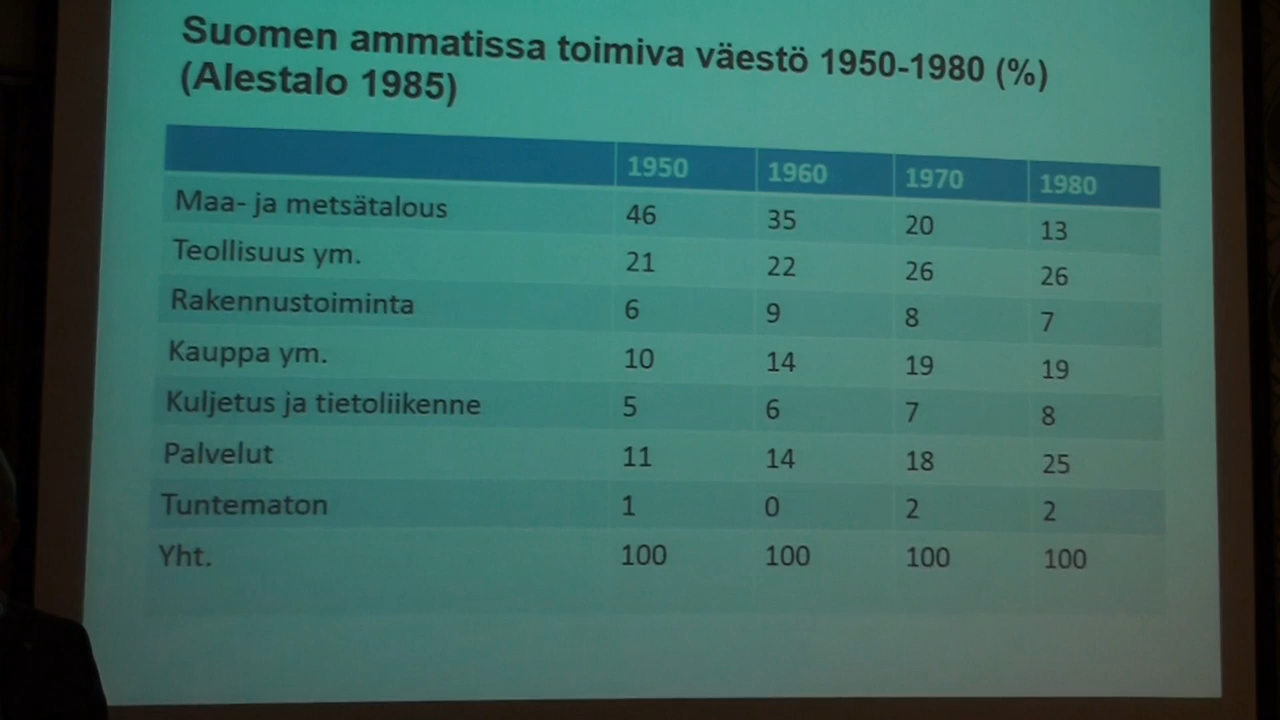 Suomen ammatissa toimiva väestö 1950-1980 (%)
(Alestalo 1985)
1950 1960 1970 1980
Maa- ja metsätalous 46 35 20 13
Teollisuus ym. 21 22 26 26
Rakennustoiminta 6 9 8 7
Kauppa ym. 10 14 19 19
Kuljetus ja tietoliikenne 5 6 7 8
Palvelut 11 14 18 25
Tuntematon 1 0 2 2
Yht. 100 100 100 100